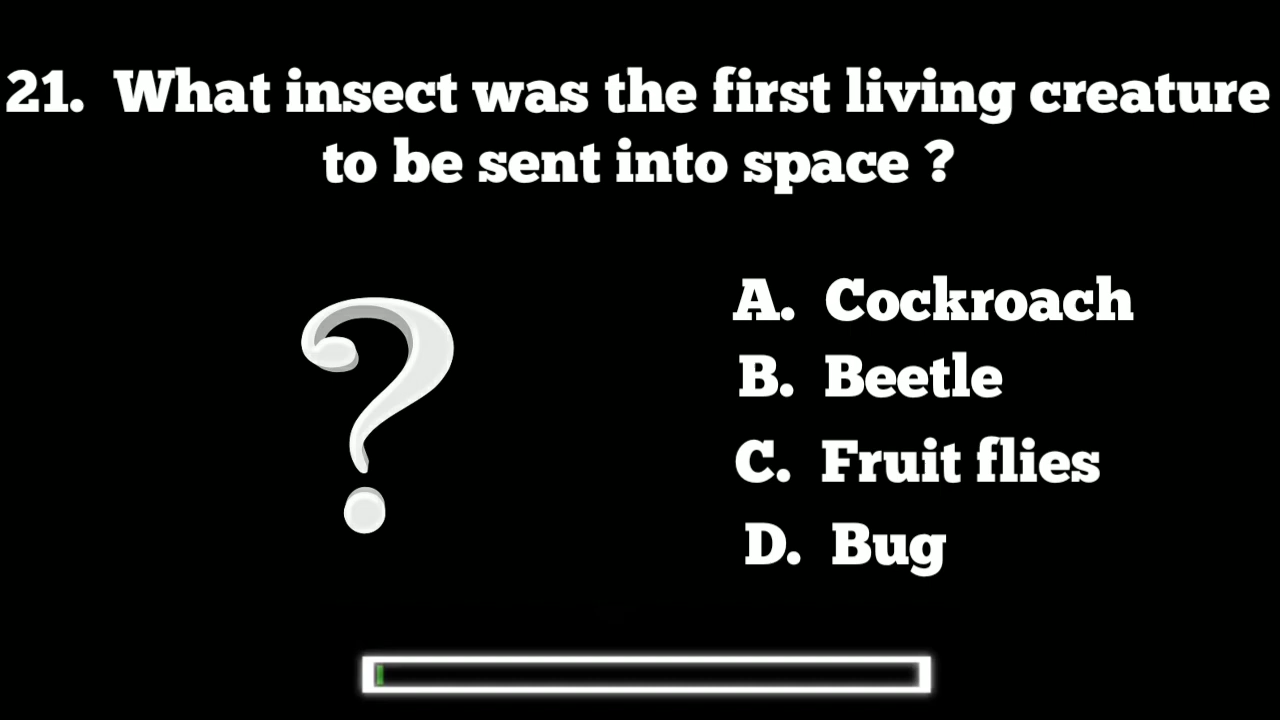 21. What insect was the first living creature
to be sent into space ?
?
A. Cockroach
B. Beetle
C. Fruit flies
D. Bug